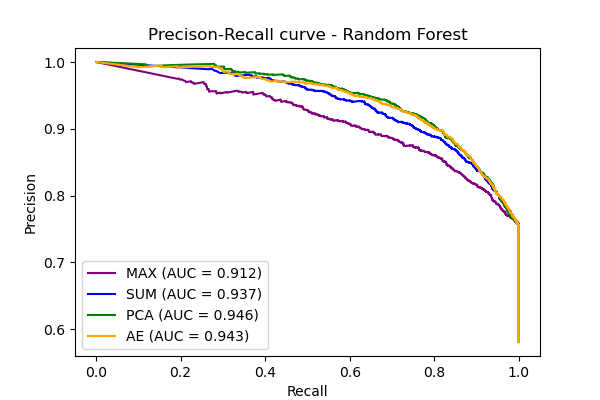 Precison-Recall curve - Random Forest
1.0
0.9
0.8
0.7
0.6
Precision
MAX (AUC = 0.912)
SUM (AUC = 0.937)
PCA (AUC = 0.946)
AE (AUC = 0.943)
0.0 0.2 0.4 0.6 0.8 1.0
Recall